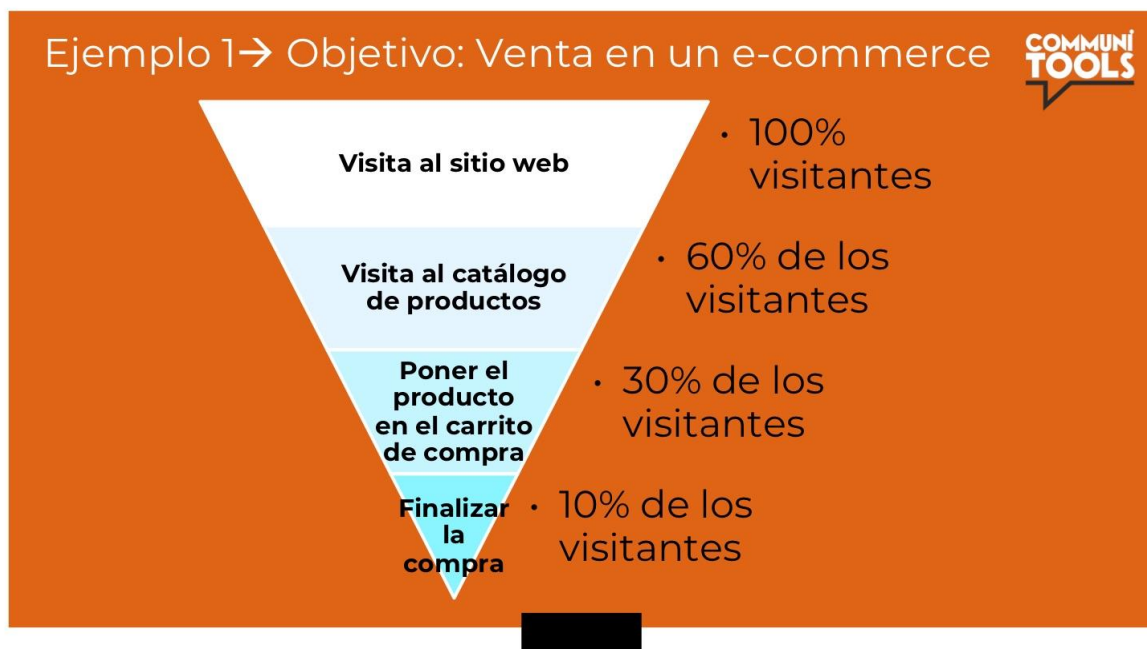 Ejemplo 1→ Objetivo: Venta en un e-commerce
COMMUNÍ
TOOLS
Visita al sitio web
• 100%
visitantes
Visita al catálogo
de productos
• 60% de los
visitantes
Poner el
producto
en el carrito
de compra
• 30% de los
visitantes
Finalizar
la
compra
• 10% de los
visitantes